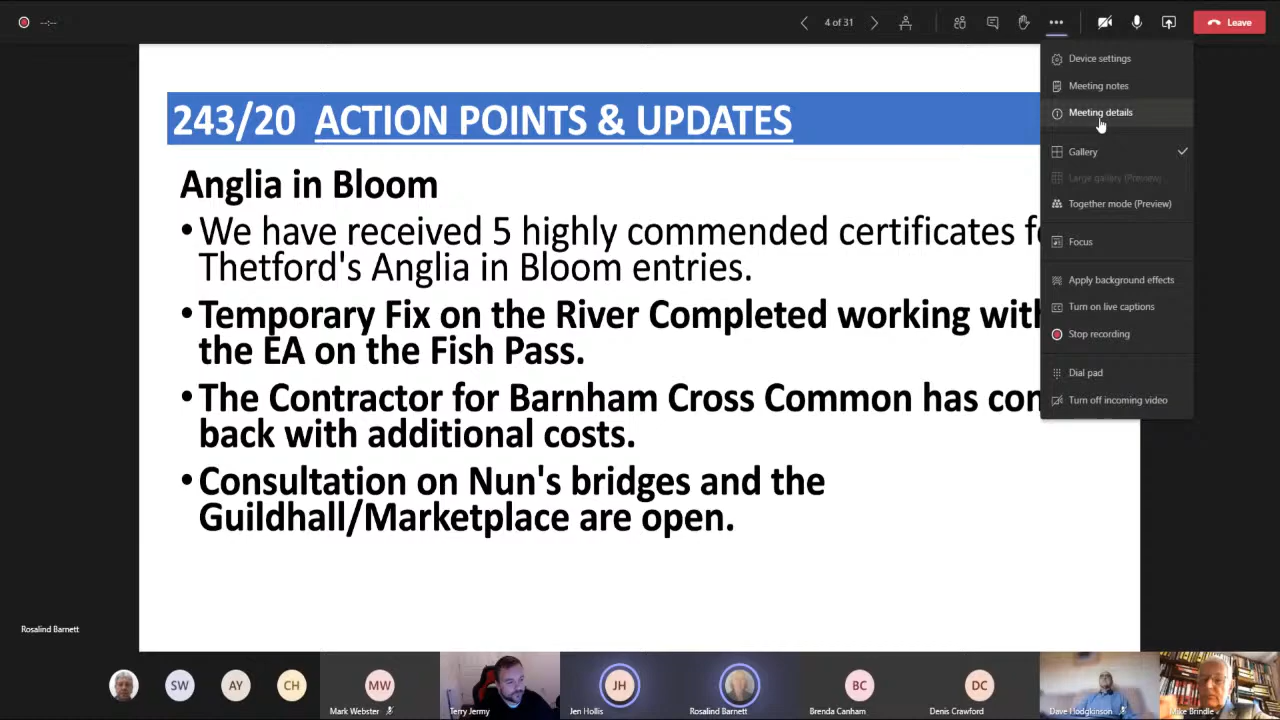 --:--
4 of 31
Leave
Device settings
Meeting notes
Meeting details
Gallery
Large gallery (Preview)
Together mode (Preview)
Focus
Apply background effects
Turn on live captions
Stop recording
Dial pad
Turn off incoming video
243/20 ACTION POINTS & UPDATES
Anglia in Bloom
•We have received 5 highly commended certificates
Thetford's Anglia in Bloom entries.
•Temporary Fix on the River Completed working with
the EA on the Fish Pass.
•The Contractor for Barnham Cross Common has
back with additional costs.
•Consultation on Nun's bridges and the
Guildhall/Marketplace are open.
Rosalind Barnett
SW
AY
CH
MW
JH
BC
DC
Mark Webster
Terry Jermy
Jen Hollis
Rosalind Barnett
Brenda Canham
Denis Crawford
Dave Hodgkinson
Mike Brindle